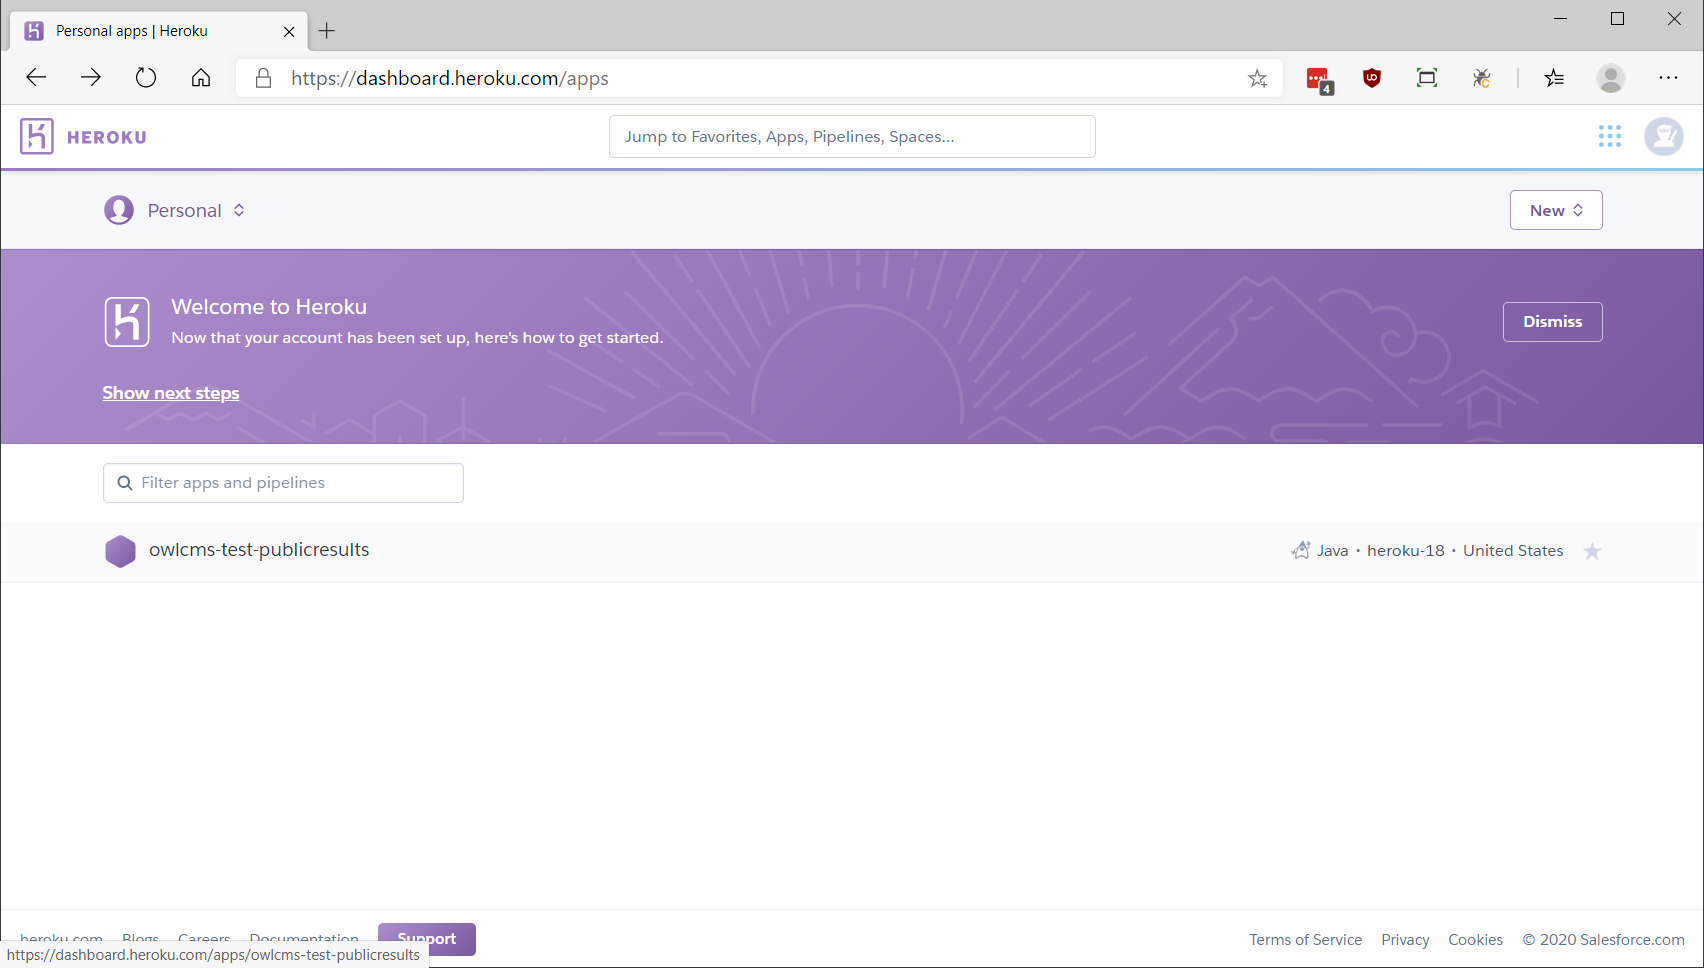 Personal apps | Heroku
https://dashboard.heroku.com/apps
4
HEROKU
Jump to Favorites, Apps, Pipelines, Spaces...
Personal
New
Welcome to Heroku
Now that your account has been set up, here's how to get started.
Dismiss
Show next steps
Filter apps and pipelines
owlcms-test-publicresults
Java · heroku-18 · United States
heroku.com Blogs Careers Documentation Support
Terms of Service Privacy Cookies © 2020 Salesforce.com
https://dashboard.heroku.com/apps/owlcms-test-publicresults